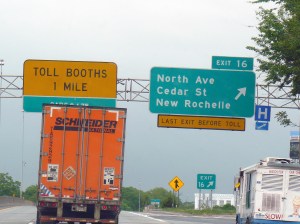 TOLL BOOTHS
1 MILE
EXIT 16
North Ave
Cedar St
New Rochelle
LAST EXIT BEFORE TOLL
H
SCHNEIDER
EXIT
16
SLOW